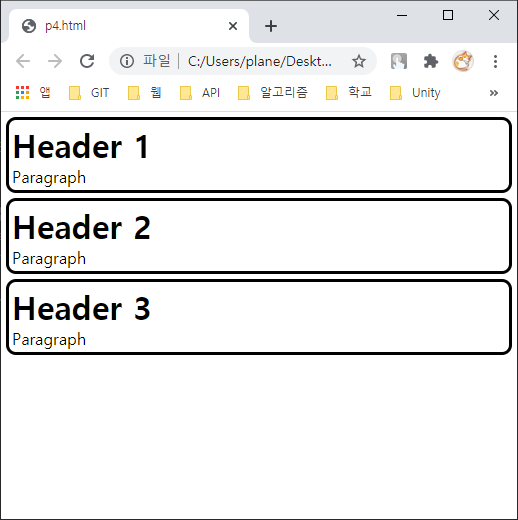 p4.html
파일 C:/Users/plane/Deskt...
앱 GIT 웹 API 알고리즘 학교 Unity »
Header 1
Paragraph
Header 2
Paragraph
Header 3
Paragraph